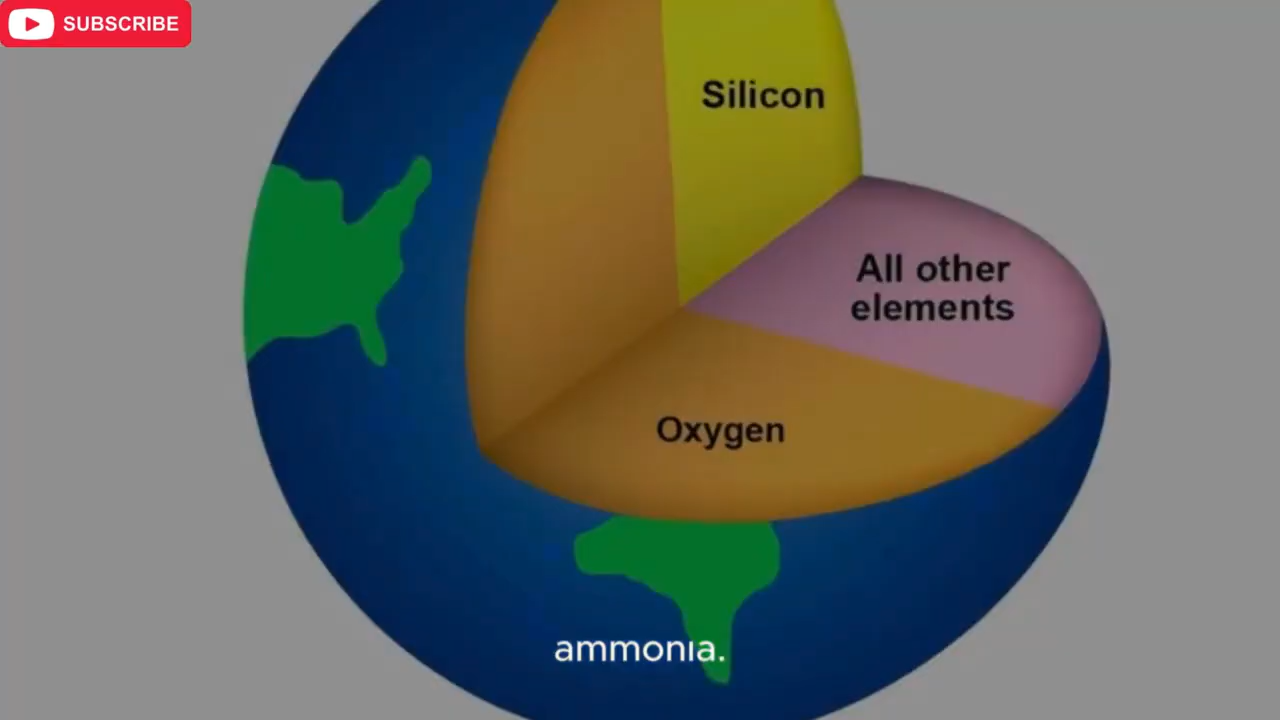 SUBSCRIBE
Silicon
All other
elements
Oxygen
ammonia.